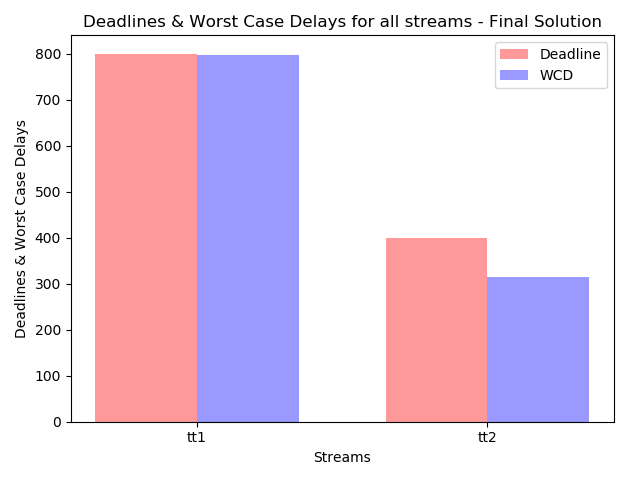 Deadlines & Worst Case Delays for all streams - Final Solution
Deadline
WCD
Deadlines & Worst Case Delays
800
700
600
500
400
300
200
100
0
tt1
tt2
Streams